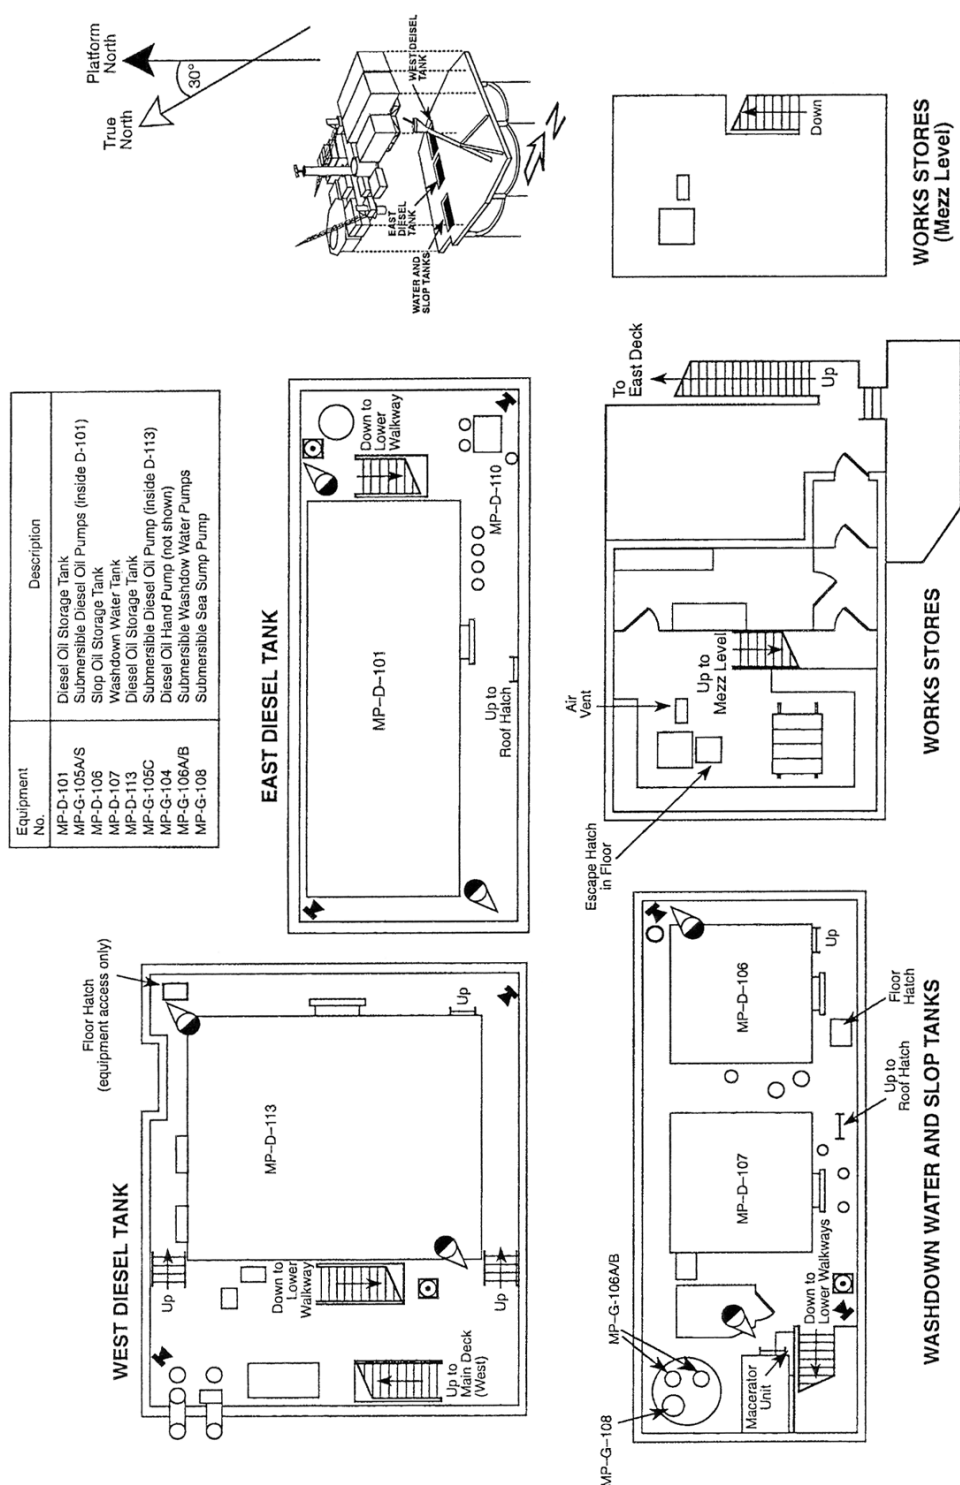 Platform
North
True
North
30°
WEST DEISEL
TANK
EAST
DIESEL
TANK
WATER AND
SLOP TANKS
N
Equipment
No.
Description
MP-D-101 Diesel Oil Storage Tank
MP-G-105A/S Submersible Diesel Oil Pumps (inside D-101)
MP-D-106 Slop Oil Storage Tank
MP-D-107 Washdown Water Tank
MP-D-113 Diesel Storage Tank
MP-G-105C Submersible Diesel Oil Pump (inside D-113)
MP-G-104 Diesel Oil Hand Pump (not shown)
MP-G-106A/B Submersible Washdow Water Pumps
MP-G-108 Submersible Sea Sump Pump
WEST DIESEL TANK
Floor Hatch
(equipment access only)
MP–D–113
Up
Up
Up
Down to
Lower
Walkway
Up to
Main Deck
(West)
EAST DIESEL TANK
MP–D–101
Down to
Lower
Walkway
MP–D–110
Up to
Roof Hatch
WASHDOWN WATER AND SLOP TANKS
MP–G–108
MP–G–106A/B
Macerator
Unit
Down to
Lower Walkways
MP–D–107
MP–D–106
Up
Up to
Roof Hatch
Floor
Hatch
WORKS STORES
Escape Hatch
in Floor
Air
Vent
Up to
Mezz Level
To
East Deck
Up
WORKS STORES
(Mezz Level)
Down